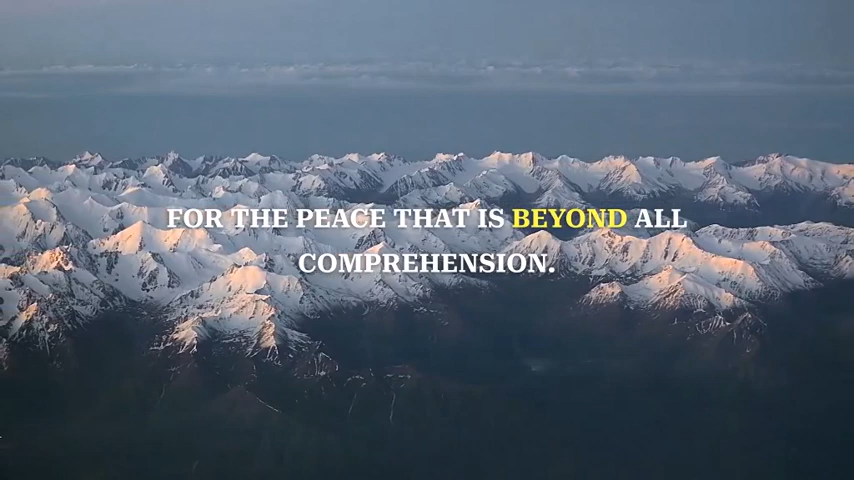 FOR THE PEACE THAT IS BEYOND ALL
COMPREHENSION.